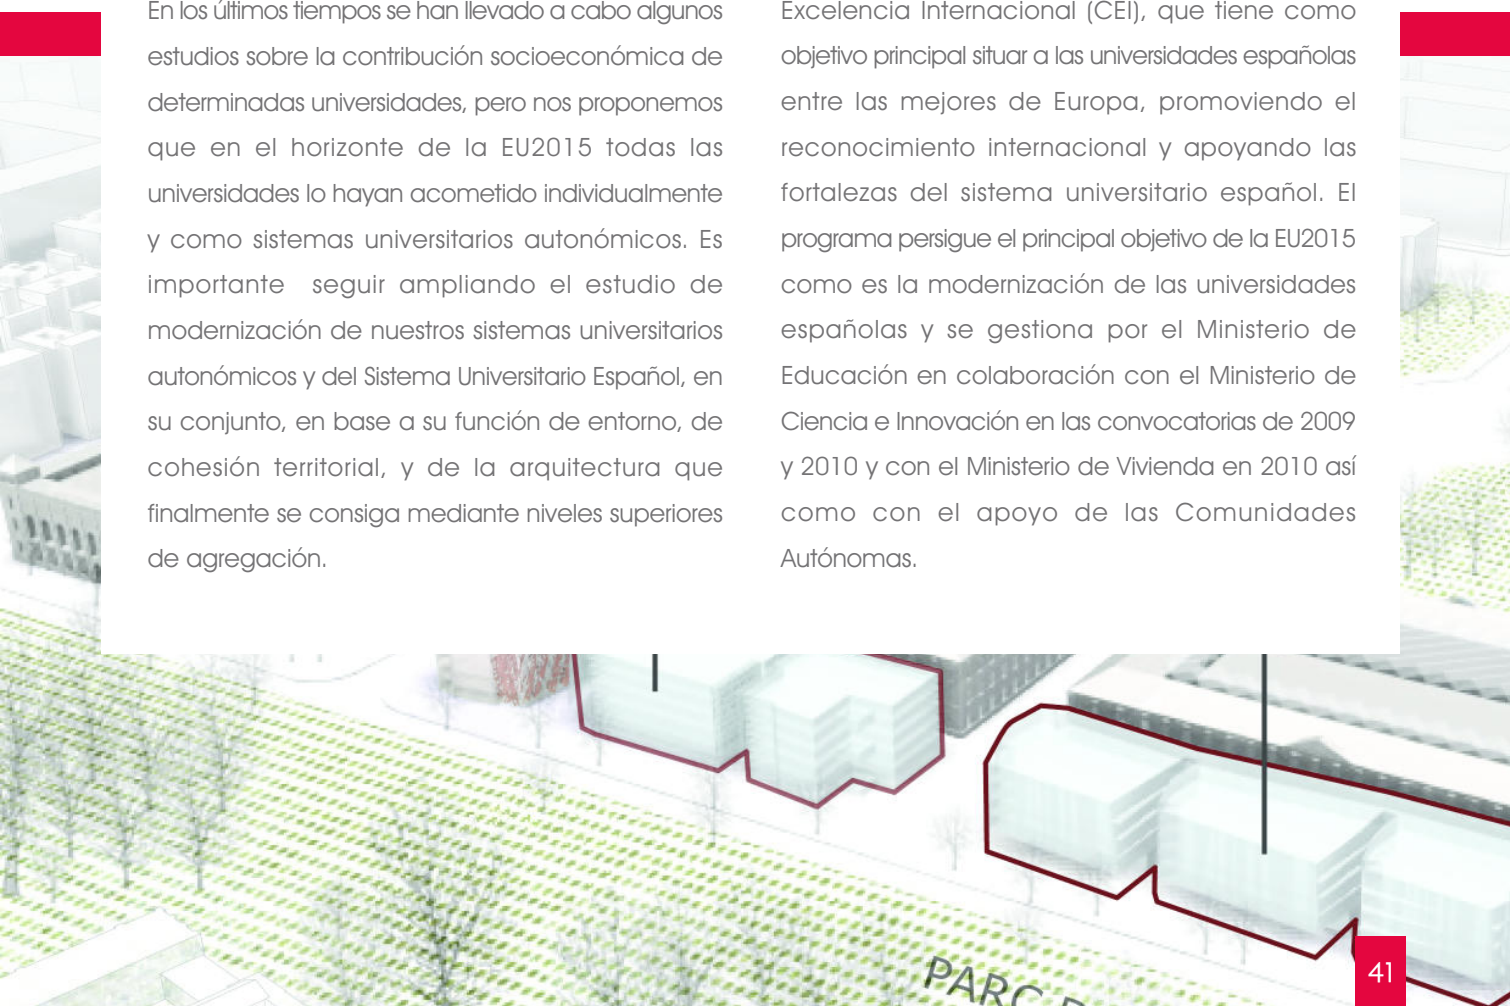 En los últimos tiempos se han llevado a cabo algunos
estudios sobre la contribución socioeconómica de
determinadas universidades, pero nos proponemos
que en el horizonte de la EU2015 todas las
universidades lo hayan acometido individualmente
y como sistemas universitarios autonómicos. Es
importante seguir ampliando el estudio de
modernización de nuestros sistemas universitarios
autonómicos y del Sistema Universitario Español, en
su conjunto, en base a su función de entorno, de
cohesión territorial, y de la arquitectura que
finalmente se consiga mediante niveles superiores
de agregación.
Excelencia Internacional (CEI), que tiene como
objetivo principal situar a las universidades españolas
entre las mejores de Europa, promoviendo el
reconocimiento internacional y apoyando las
fortalezas del sistema universitario español. El
programa persigue el principal objetivo de la EU2015
como es la modernización de las universidades
españolas y se gestiona por el Ministerio de
Educación en colaboración con el Ministerio de
Ciencia e Innovación en las convocatorias de 2009
y 2010 y con el Ministerio de Vivienda en 2010 así
como con el apoyo de las Comunidades
Autónomas.
PARC
41